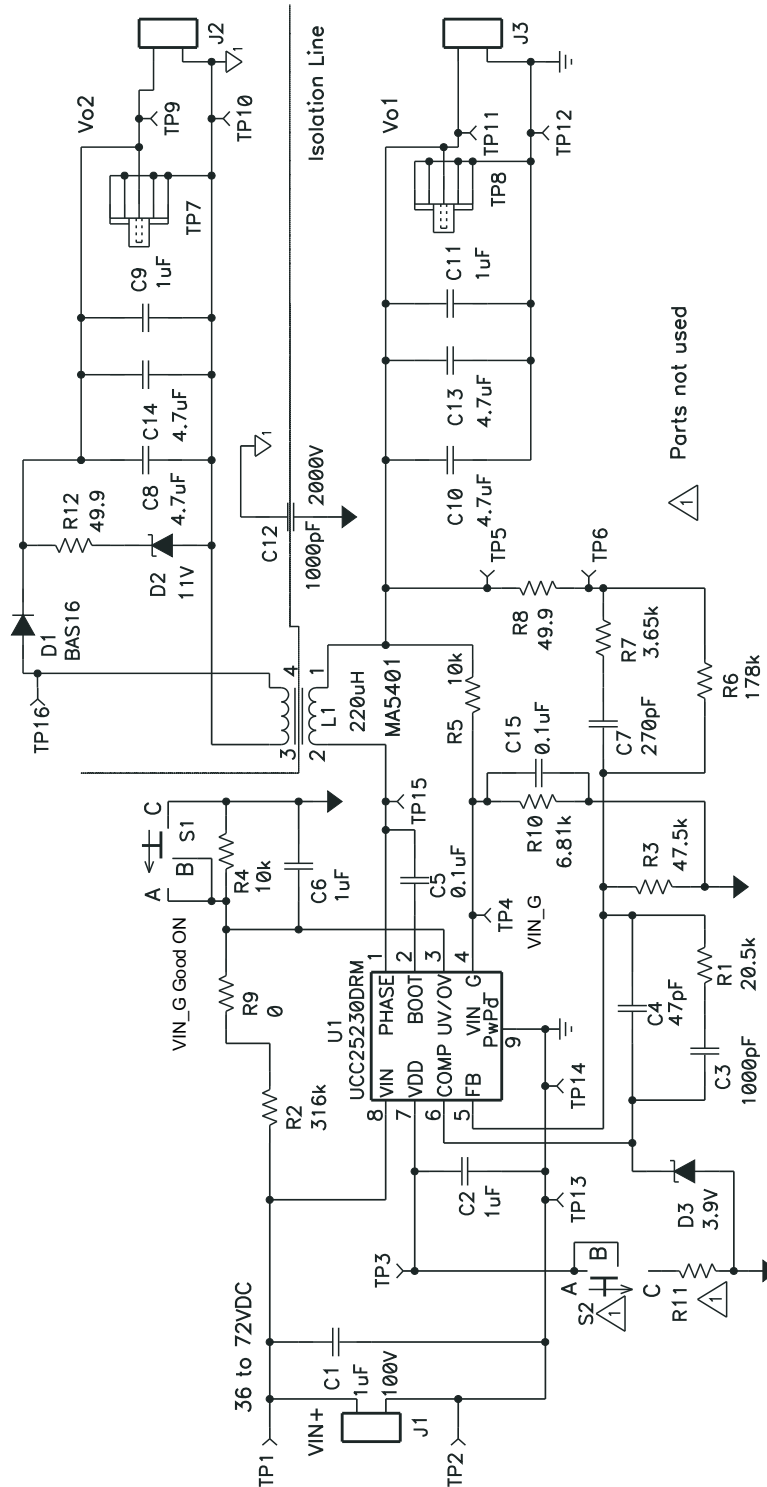 36 to 72VDC
TP1
VIN+
J1
TP2
C1
1uF
100V
R2
316k
R9
0
VIN_G Good ON
A
B
C
S1
R4
10k
C6
1uF
TP3
C2
1uF
TP13
TP14
U1
UCC25230DRM
8
VIN
7
VDD
6
COMP
5
FB
PHASE
1
BOOT
2
UV/OV
3
VIN G
4
PwPd
9
C5
0.1uF
TP15
TP4
VIN_G
S2
A
B
C
1
R11
1
D3
3.9V
C3
1000pF
R1
20.5k
C4
47pF
R3
47.5k
R10
6.81k
C15
0.1uF
R5
10k
C7
270pF
R7
3.65k
R6
178k
R8
49.9
TP5
TP6
TP16
D1
BAS16
3
4
2
1
L1
220uH
MA5401
R12
49.9
D2
11V
C8
4.7uF
C14
4.7uF
C9
1uF
TP7
Vo2
TP9
TP10
J2
1
C12
1000pF
2000V
1
Isolation Line
C10
4.7uF
C13
4.7uF
C11
1uF
TP8
Vo1
TP11
TP12
J3
1
Parts not used